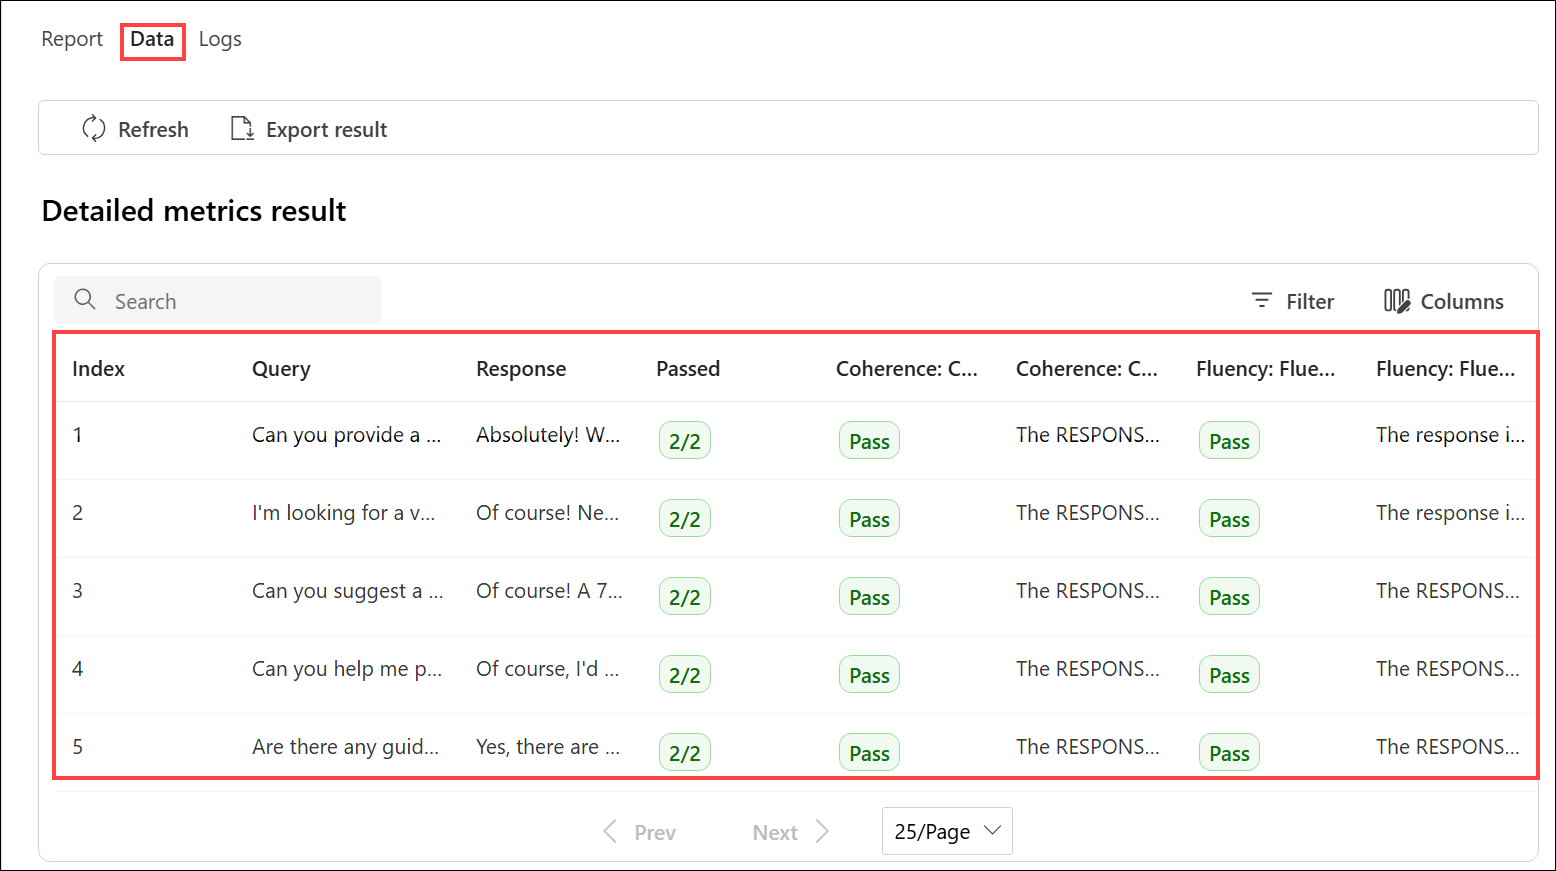 Report Data Logs
Refresh Export result
Detailed metrics result
Search Filter Columns
Index Query Response Passed Coherence: C... Coherence: C... Fluency: Flue... Fluency: Flue...
1 Can you provide a ... Absolutely! W... 2/2 Pass The RESPONS... Pass The response i...
2 I'm looking for a v... Of course! Ne... 2/2 Pass The RESPONS... Pass The response i...
3 Can you suggest a ... Of course! A 7... 2/2 Pass The RESPONS... Pass The RESPONS...
4 Can you help me p... Of course, I'd ... 2/2 Pass The RESPONS... Pass The RESPONS...
5 Are there any guid... Yes, there are ... 2/2 Pass The RESPONS... Pass The RESPONS...
Prev Next 25/Page